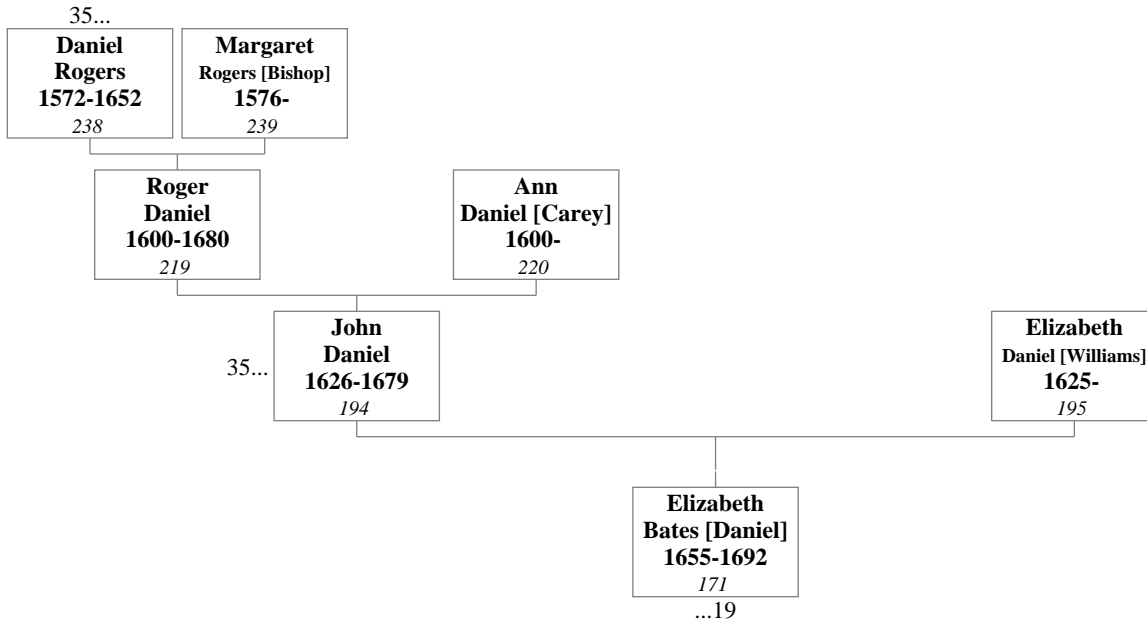 35...
Daniel
Rogers
1572-1652
238
Margaret
Rogers [Bishop]
1576-
239
Roger
Daniel
1600-1680
219
Ann
Daniel [Carey]
1600-
220
35...
John
Daniel
1626-1679
194
Elizabeth
Daniel [Williams]
1625-
195
Elizabeth
Bates [Daniel]
1655-1692
171
...19